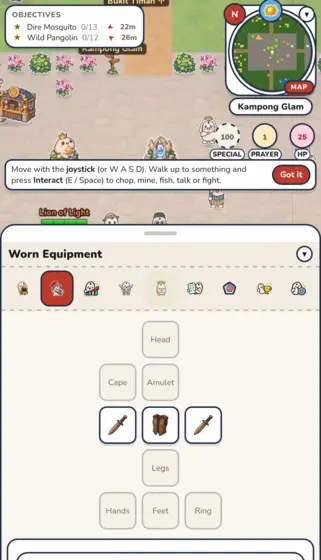 Bukit Timah
OBJECTIVES
Dire Mosquito 0/13 22m
Wild Pangolin 0/12 26m
Kampong Glam
N
MAP
Kampong Glam
100
1
25
SPECIAL
PRAYER
HP
Move with the joystick (or W A S D). Walk up to something and
press Interact (E / Space) to chop, mine, fish, talk or fight.
Got it
Lion of Light
Worn Equipment
Head
Cape
Amulet
Legs
Hands
Feet
Ring